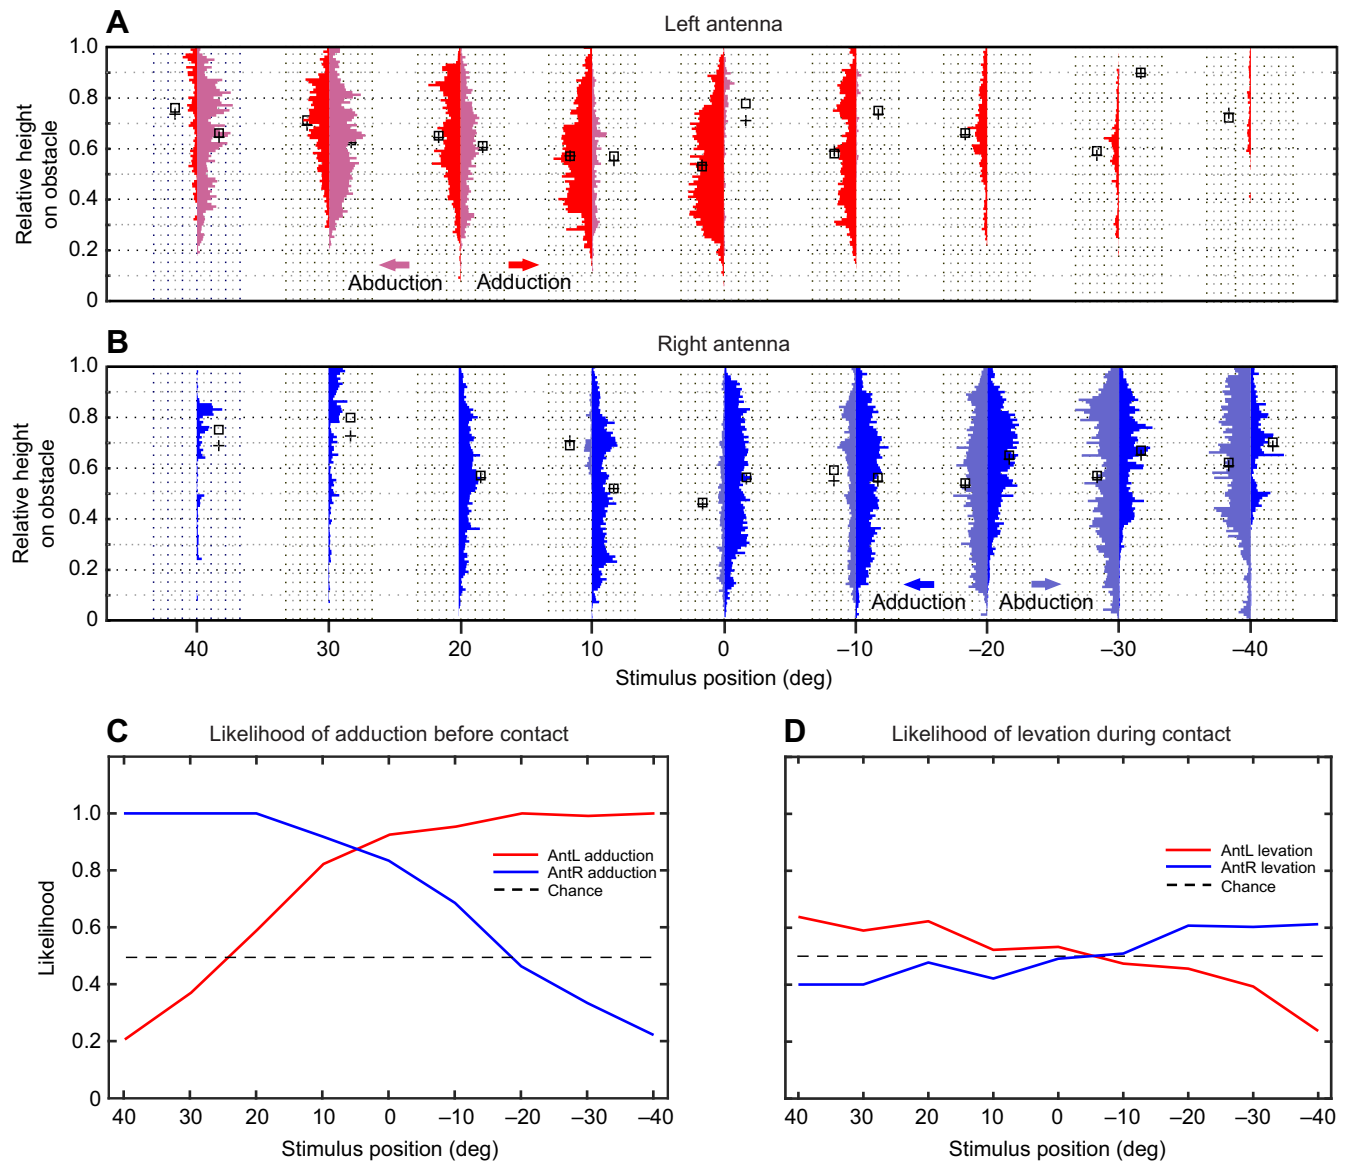 A
Left antenna
Relative height
on obstacle
1.0
0.8
0.6
0.4
0.2
0
Abduction
Adduction
B
Right antenna
Relative height
on obstacle
1.0
0.8
0.6
0.4
0.2
0
Adduction
Abduction
40 30 20 10 0 –10 –20 –30 –40
Stimulus position (deg)
C
Likelihood of adduction before contact
Likelihood
1.0
0.8
0.6
0.4
0.2
0
AntL adduction
AntR adduction
Chance
40 30 20 10 0 –10 –20 –30 –40
Stimulus position (deg)
D
Likelihood of levation during contact
AntL levation
AntR levation
Chance
40 30 20 10 0 –10 –20 –30 –40
Stimulus position (deg)